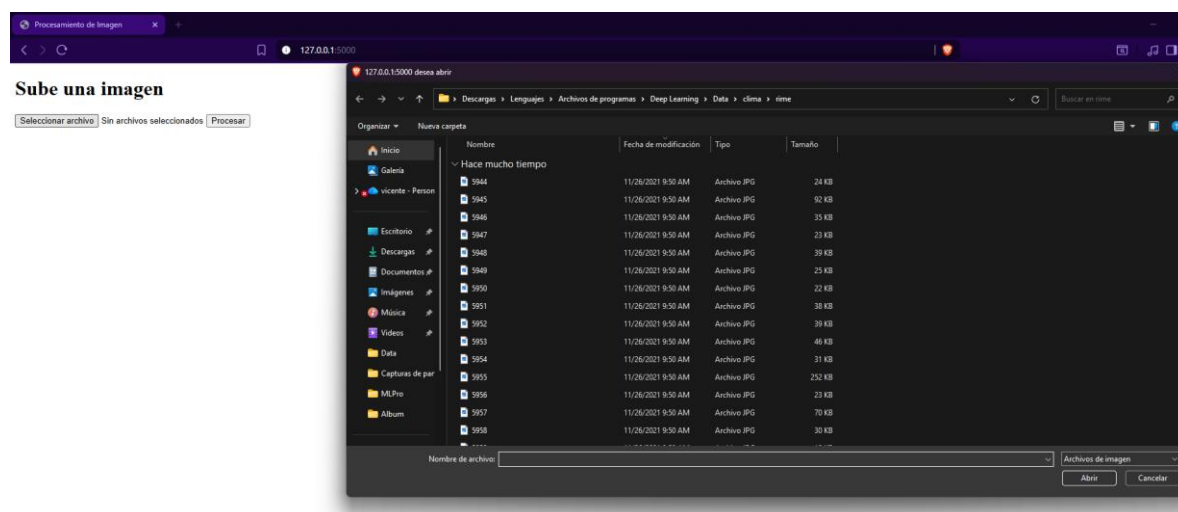 Procesamiento de Imagen
127.0.0.1:5000
Sube una imagen
Seleccionar archivo Sin archivos seleccionados Procesar
127.0.0.1:5000 desea abrir
Descargas > Lenguajes > Archivos de programas > Deep Learning > Data > clima > rime
Buscar en rime
Organizar Nueva carpeta
Nombre Fecha de modificación Tipo Tamaño
Inicio
Galería
vicente - Person
Escritorio
Descargas
Documentos
Imágenes
Música
Videos
Data
Capturas de par
MLPro
Album
Hace mucho tiempo
5944 11/26/2021 9:50 AM Archivo JPG 24 KB
5945 11/26/2021 9:50 AM Archivo JPG 92 KB
5946 11/26/2021 9:50 AM Archivo JPG 35 KB
5947 11/26/2021 9:50 AM Archivo JPG 23 KB
5948 11/26/2021 9:50 AM Archivo JPG 39 KB
5949 11/26/2021 9:50 AM Archivo JPG 25 KB
5950 11/26/2021 9:50 AM Archivo JPG 22 KB
5951 11/26/2021 9:50 AM Archivo JPG 38 KB
5952 11/26/2021 9:50 AM Archivo JPG 39 KB
5953 11/26/2021 9:50 AM Archivo JPG 46 KB
5954 11/26/2021 9:50 AM Archivo JPG 31 KB
5955 11/26/2021 9:50 AM Archivo JPG 252 KB
5956 11/26/2021 9:50 AM Archivo JPG 23 KB
5957 11/26/2021 9:50 AM Archivo JPG 70 KB
5958 11/26/2021 9:50 AM Archivo JPG 30 KB
Nombre de archivo:
Archivos de imagen
Abrir Cancelar